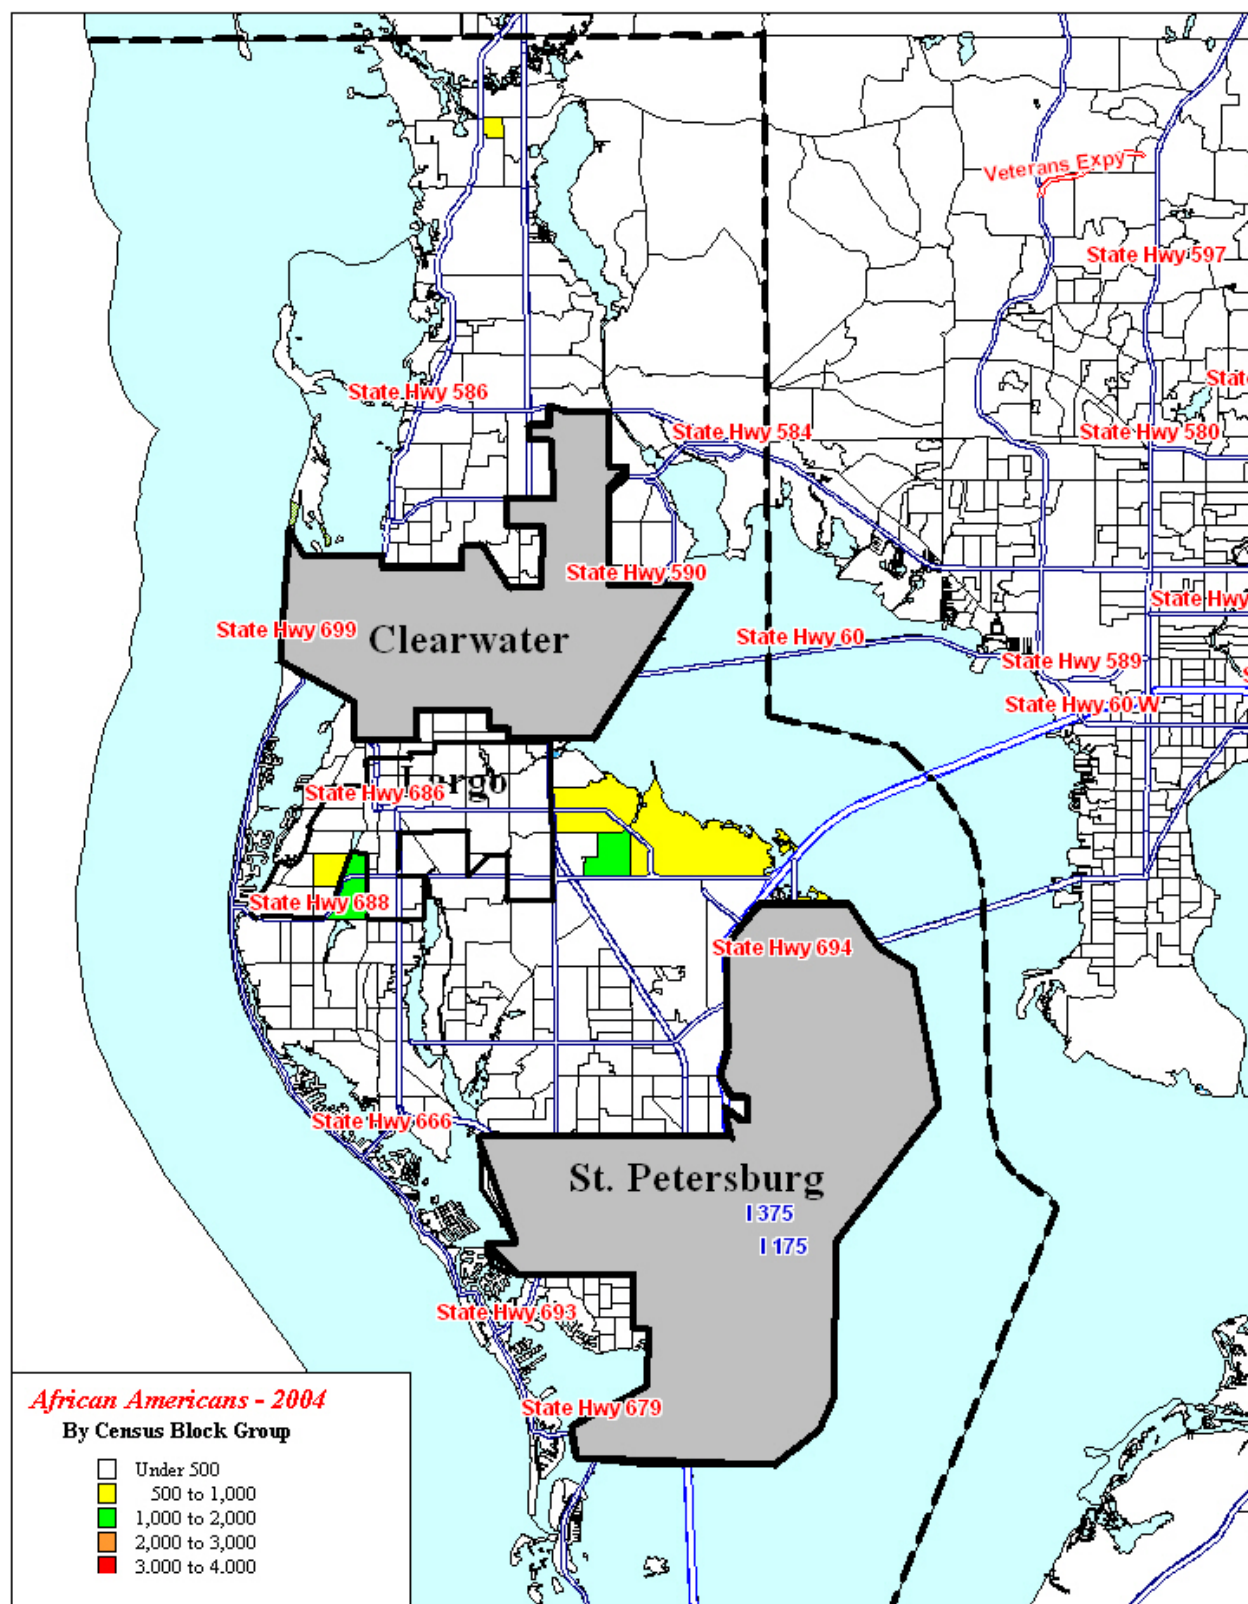 Veterans Expy
State Hwy 597
State Hwy 586
State
State Hwy 584
State Hwy 580
State Hwy 590
State Hwy
State Hwy 699
Clearwater
State Hwy 60
State Hwy 589
S
State Hwy 60 W
Largo
State Hwy 686
State Hwy 688
State Hwy 694
State Hwy 666
St. Petersburg
I 375
I 175
State Hwy 693
State Hwy 679
African Americans - 2004
By Census Block Group
Under 500
500 to 1,000
1,000 to 2,000
2,000 to 3,000
3.000 to 4.000